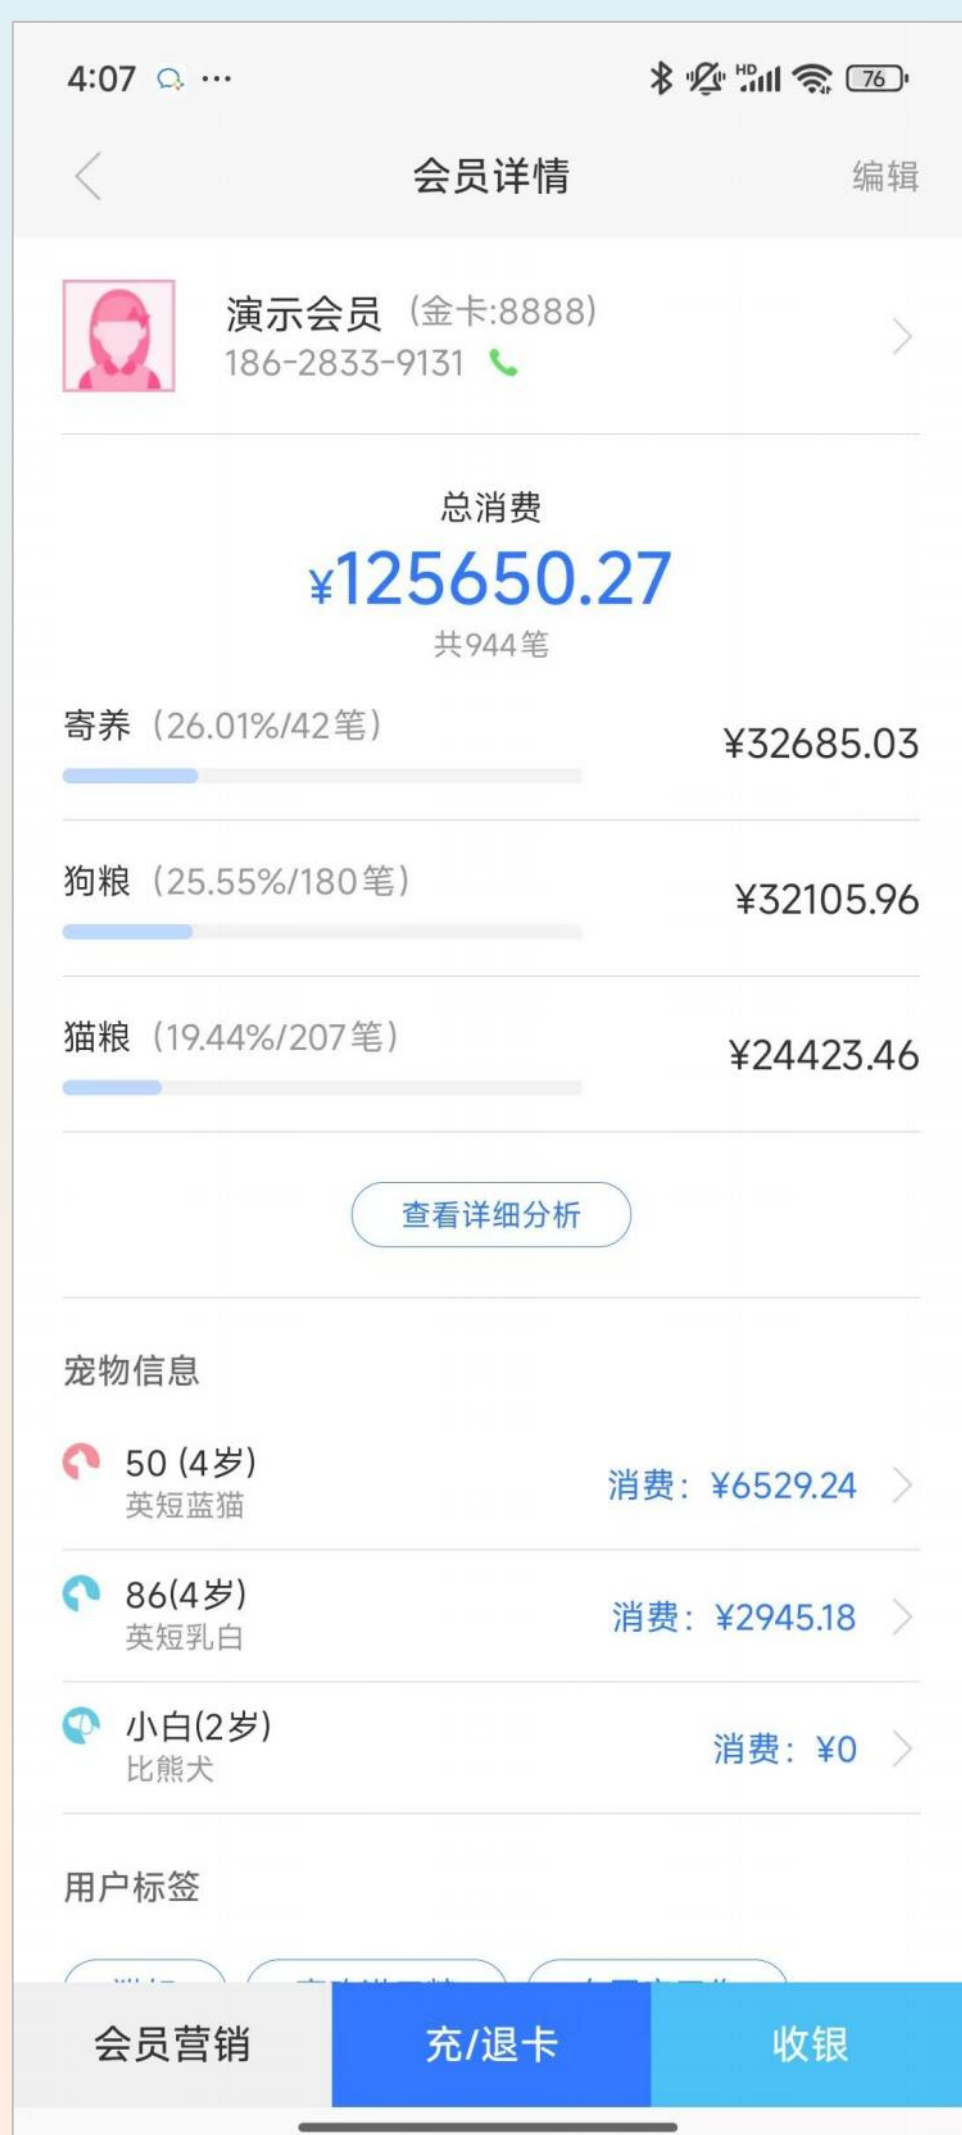 4:07 ... HD 76
会员详情 编辑
演示会员 (金卡:8888)
186-2833-9131
总消费
¥125650.27
共944笔
寄养 (26.01%/42笔) ¥32685.03
狗粮 (25.55%/180笔) ¥32105.96
猫粮 (19.44%/207笔) ¥24423.46
查看详细分析
宠物信息
50 (4岁)
英短蓝猫
消费：¥6529.24
86(4岁)
英短乳白
消费：¥2945.18
小白(2岁)
比熊犬
消费：¥0
用户标签
会员营销 充/退卡 收银